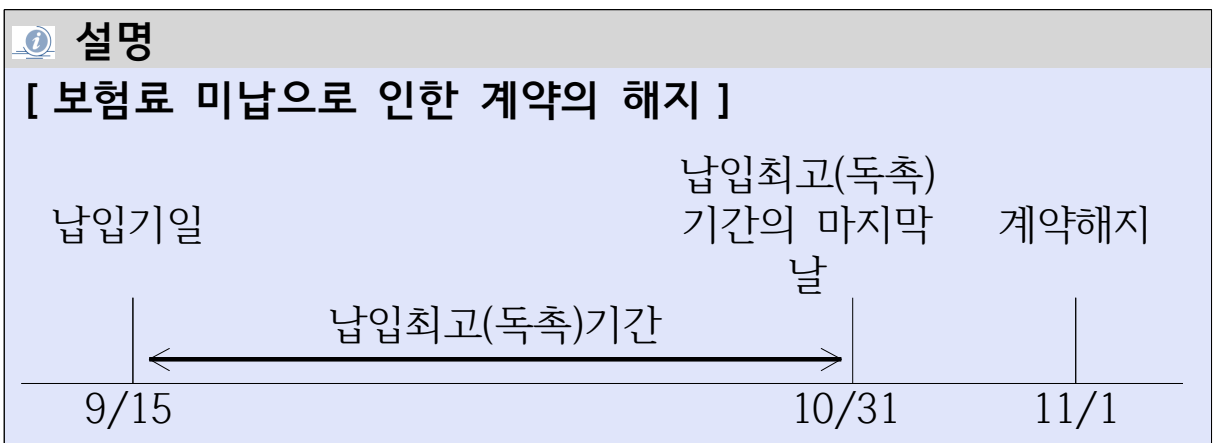 설명
[ 보험료 미납으로 인한 계약의 해지 ]
납입기일
납입최고(독촉)
기간의 마지막
날
계약해지
납입최고(독촉)기간
9/15
10/31
11/1